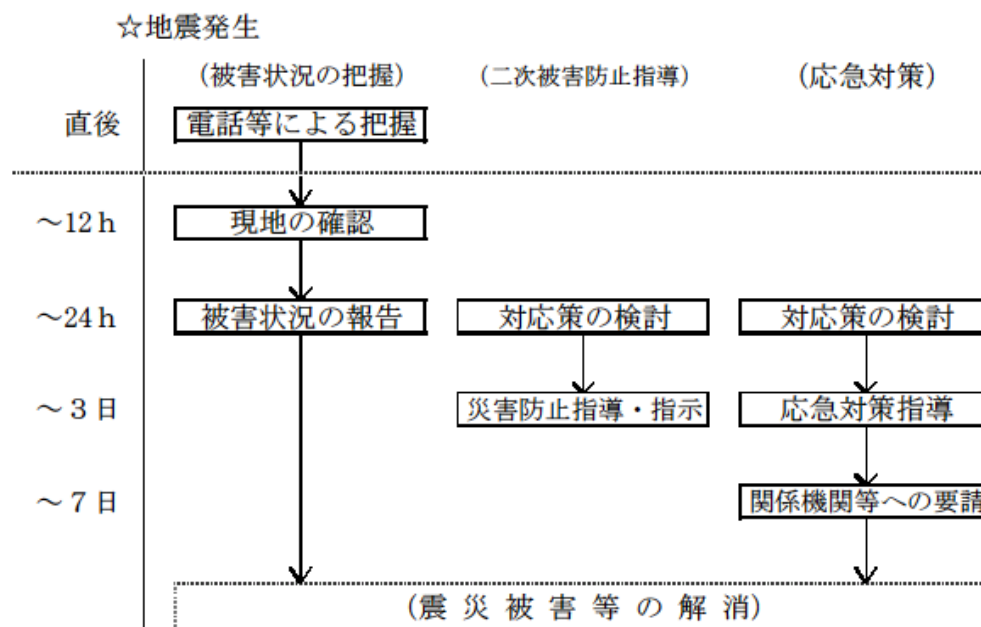 ☆地震発生
（被害状況の把握） （二次被害防止指導） （応急対策）
直後 電話等による把握
～12ｈ 現地の確認
～24ｈ 被害状況の報告 対応策の検討 対応策の検討
～３日 災害防止指導・指示 応急対策指導
～７日 関係機関等への要請
（震 災 被 害 等 の 解 消）